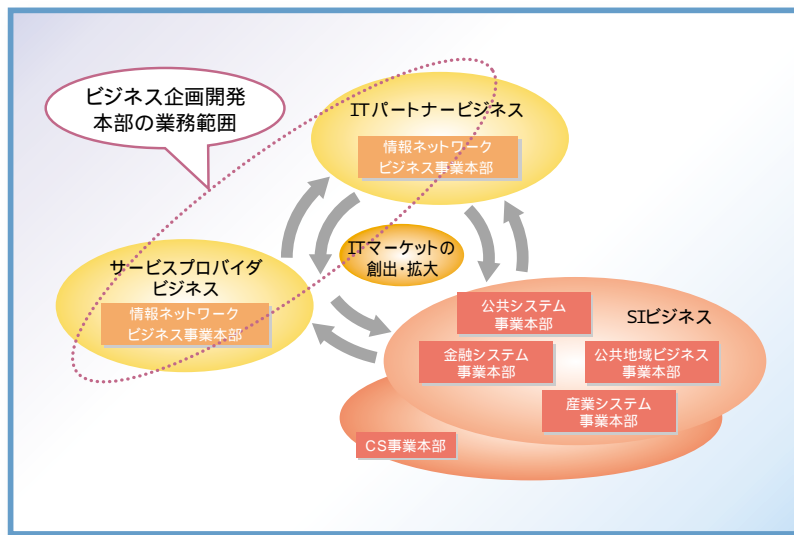 ビジネス企画開発
本部の業務範囲
ITパートナービジネス
情報ネットワーク
ビジネス事業本部
ITマーケットの
創出・拡大
サービスプロバイダ
ビジネス
情報ネットワーク
ビジネス事業本部
SIビジネス
公共システム
事業本部
金融システム
事業本部
公共地域ビジネス
事業本部
産業システム
事業本部
CS事業本部